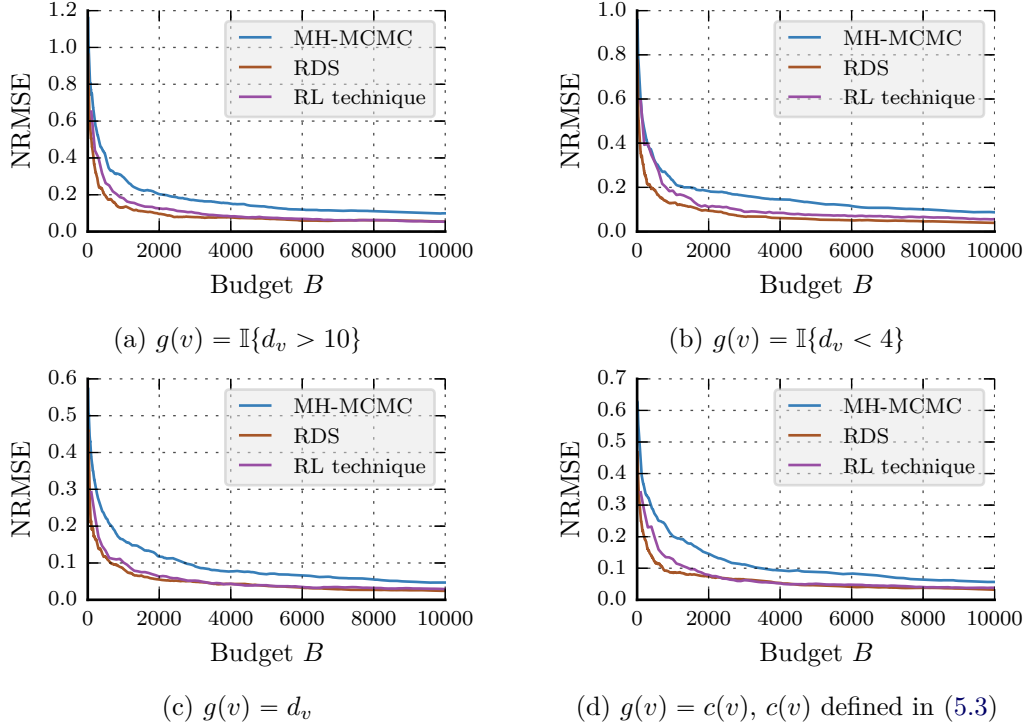 1.2
1.0
0.8
0.6
0.4
0.2
0.0
NRMSE
MH-MCMC
RDS
RL technique
0 2000 4000 6000 8000 10000
Budget B
(a) g(v) = 𝕀{d_v > 10}
1.0
0.8
0.6
0.4
0.2
0.0
NRMSE
MH-MCMC
RDS
RL technique
0 2000 4000 6000 8000 10000
Budget B
(b) g(v) = 𝕀{d_v < 4}
0.6
0.5
0.4
0.3
0.2
0.1
0.0
NRMSE
MH-MCMC
RDS
RL technique
0 2000 4000 6000 8000 10000
Budget B
(c) g(v) = d_v
0.7
0.6
0.5
0.4
0.3
0.2
0.1
0.0
NRMSE
MH-MCMC
RDS
RL technique
0 2000 4000 6000 8000 10000
Budget B
(d) g(v) = c(v), c(v) defined in (5.3)